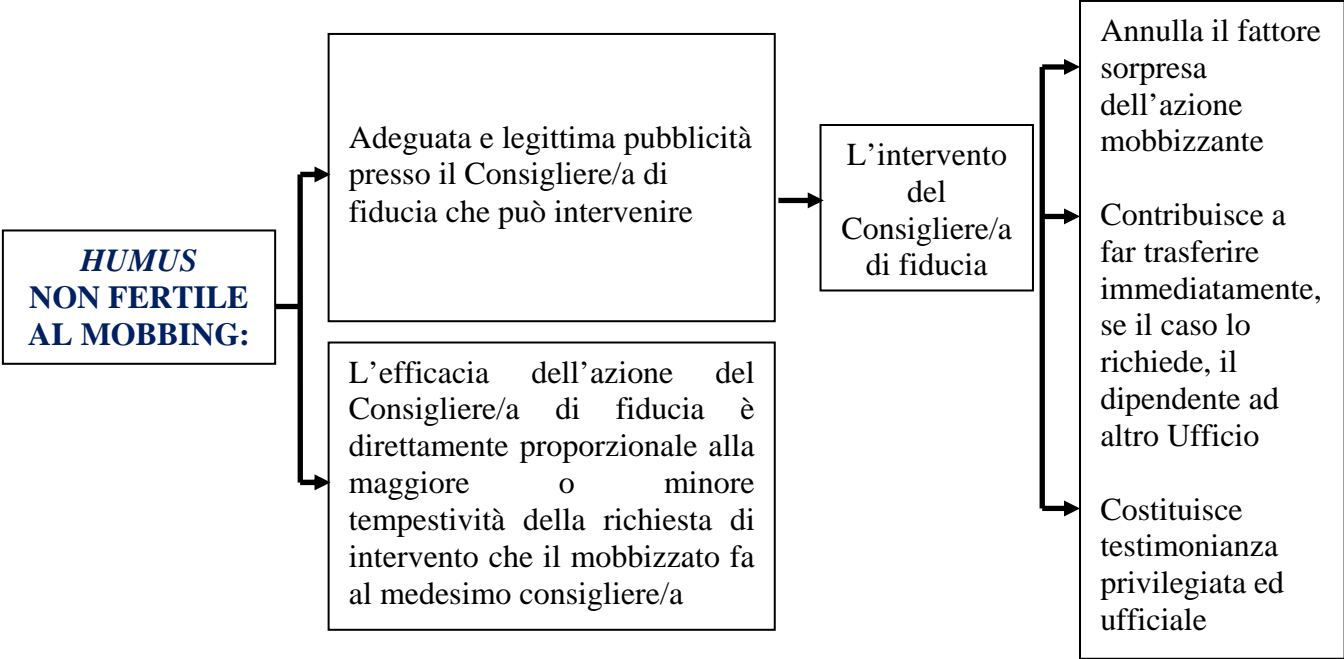 HUMUS
NON FERTILE
AL MOBBING:
Adeguata e legittima pubblicità
presso il Consigliere/a di
fiducia che può intervenire
L’efficacia dell’azione del
Consigliere/a di fiducia è
direttamente proporzionale alla
maggiore o minore
tempestività della richiesta di
intervento che il mobbizzato fa
al medesimo consigliere/a
L’intervento
del
Consigliere/a
di fiducia
Annulla il fattore
sorpresa
dell’azione
mobbizzante
Contribuisce a
far trasferire
immediatamente,
se il caso lo
richiede, il
dipendente ad
altro Ufficio
Costituisce
testimonianza
privilegiata ed
ufficiale